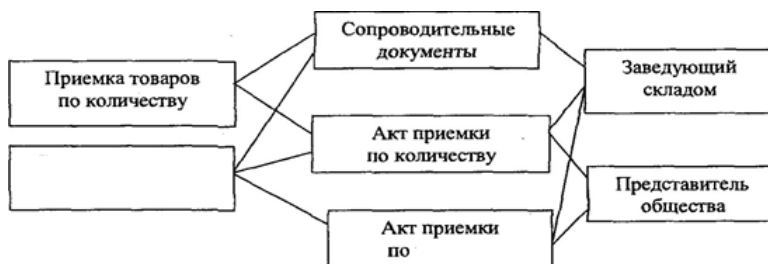 Приемка товаров
по количеству
Сопроводительные
документы
Акт приемки
по количеству
Акт приемки
по
Заведующий
складом
Представитель
общества